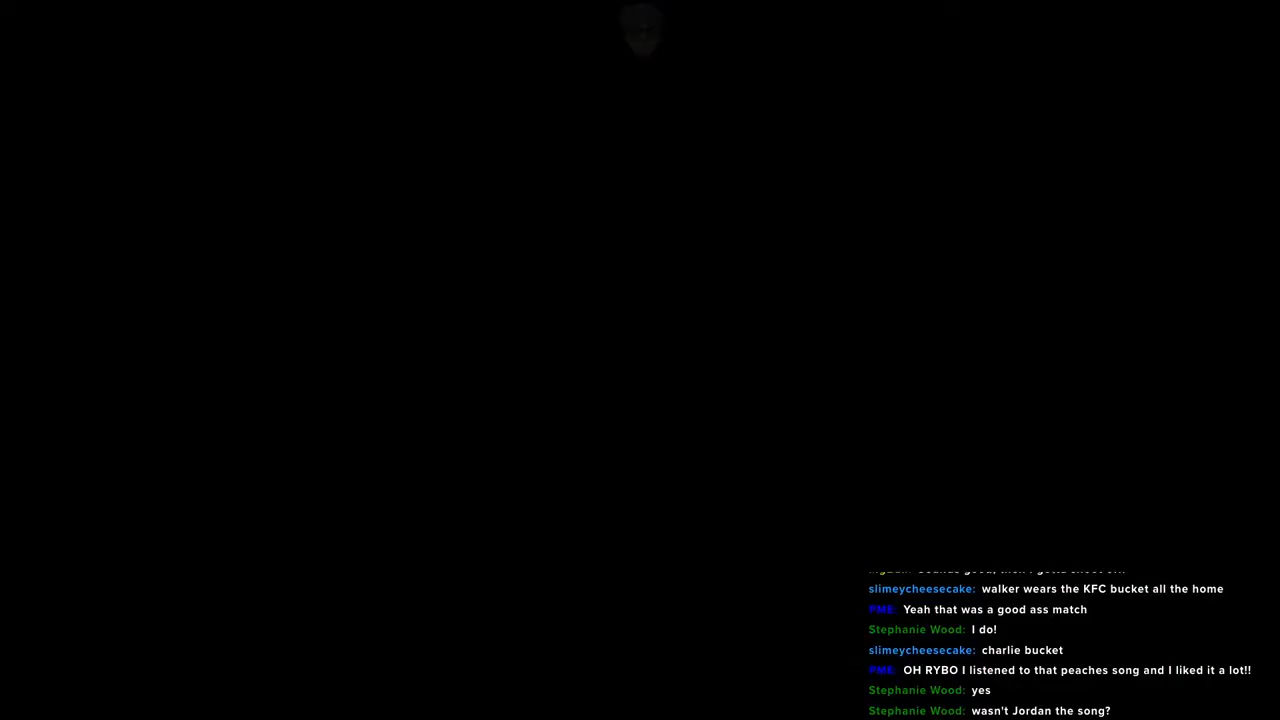 slimeycheesecake: walker wears the KFC bucket all the home
PME: Yeah that was a good ass match
Stephanie Wood: I do!
slimeycheesecake: charlie bucket
PME: OH RYBO I listened to that peaches song and I liked it a lot!!
Stephanie Wood: yes
Stephanie Wood: wasn't Jordan the song?